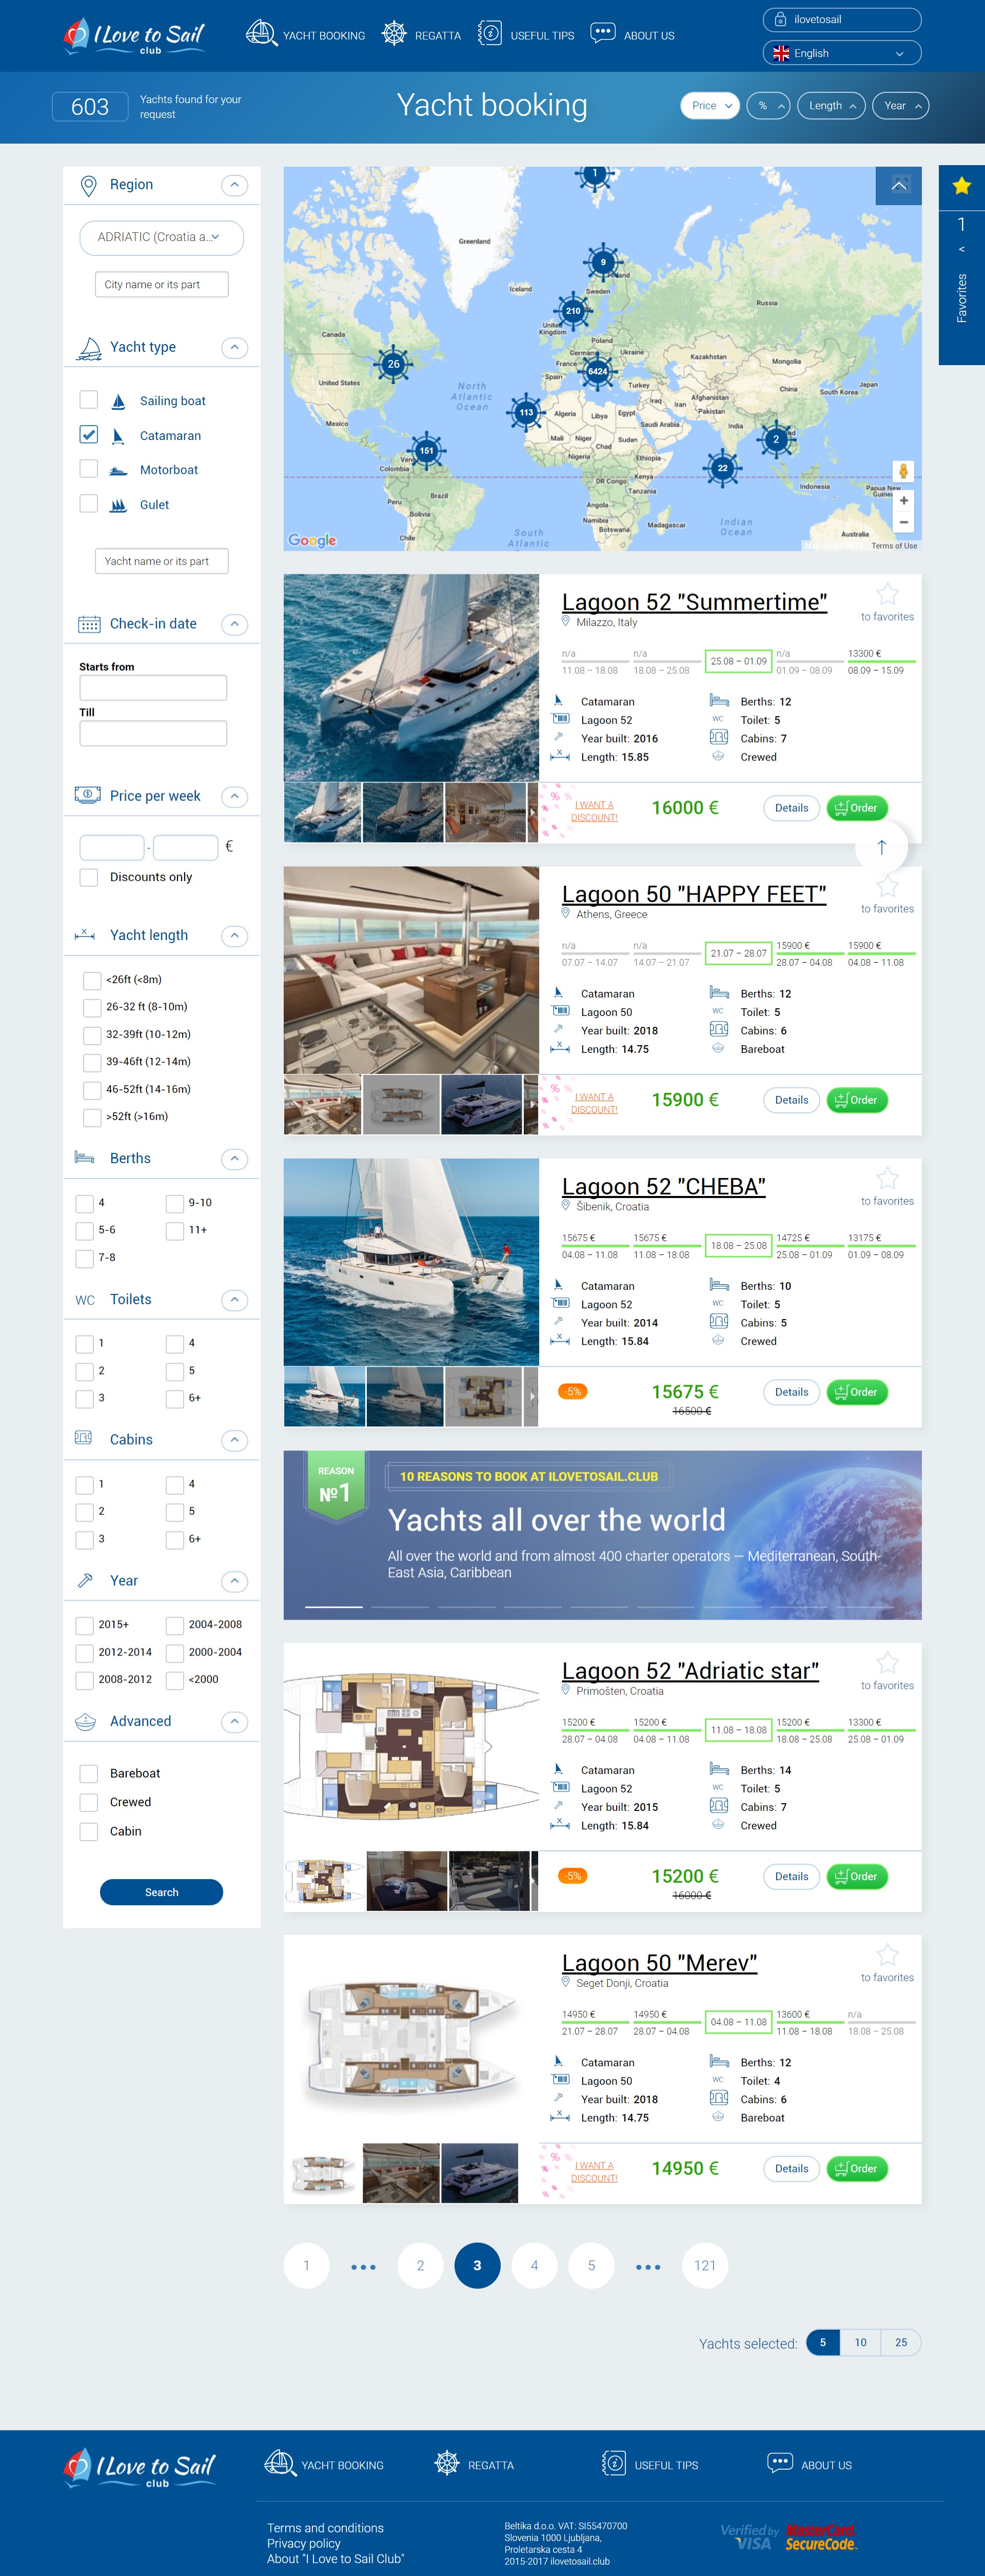 I Love to Sail
club
YACHT BOOKING
REGATTA
USEFUL TIPS
ABOUT US
ilovetosail
English
603
Yachts found for your
request
Yacht booking
Price
%
Length
Year
Region
ADRIATIC (Croatia a...
City name or its part
Yacht type
Sailing boat
Catamaran
Motorboat
Gulet
Yacht name or its part
Check-in date
Starts from
Till
Price per week
-
€
Discounts only
Yacht length
<26ft (<8m)
26-32 ft (8-10m)
32-39ft (10-12m)
39-46ft (12-14m)
46-52ft (14-16m)
>52ft (>16m)
Berths
4
9-10
5-6
11+
7-8
WC Toilets
1
4
2
5
3
6+
Cabins
1
4
2
5
3
6+
Year
2015+
2004-2008
2012-2014
2000-2004
2008-2012
<2000
Advanced
Bareboat
Crewed
Cabin
Search
1
Greenland
9
Iceland
Sweden
Russia
210
United
Kingdom
Canada
Poland
Germany
Ukraine
26
France
6424
Kazakhstan
Mongolia
United States
Spain
Turkey
China
Japan
South Korea
North
Atlantic
Ocean
Iraq
Iran
Afghanistan
Pakistan
113
Algeria
Libya
Egypt
Saudi Arabia
India
Mexico
Mali
Niger
Chad
Sudan
2
151
Nigeria
Ethiopia
22
Colombia
Kenya
DR Congo
Tanzania
Indonesia
Papua New
Guinea
Peru
Brazil
Angola
Bolivia
Namibia
Botswana
Madagascar
Indian
Ocean
Chile
South
Atlantic
Australia
Google
Terms of Use
1
<
Favorites
Lagoon 52 "Summertime"
to favorites
Milazzo, Italy
n/a
11.08 – 18.08
n/a
18.08 – 25.08
25.08 – 01.09
n/a
01.09 – 08.09
13300 €
08.09 – 15.09
Catamaran
Berths: 12
Lagoon 52
WC Toilet: 5
Year built: 2016
Cabins: 7
Length: 15.85
Crewed
%
I WANT A
DISCOUNT!
16000 €
Details
Order
Lagoon 50 "HAPPY FEET"
to favorites
Athens, Greece
n/a
07.07 – 14.07
n/a
14.07 – 21.07
21.07 – 28.07
15900 €
28.07 – 04.08
15900 €
04.08 – 11.08
Catamaran
Berths: 12
Lagoon 50
WC Toilet: 5
Year built: 2018
Cabins: 6
Length: 14.75
Bareboat
%
I WANT A
DISCOUNT!
15900 €
Details
Order
Lagoon 52 "CHEBA"
to favorites
Šibenik, Croatia
15675 €
04.08 – 11.08
15675 €
11.08 – 18.08
18.08 – 25.08
14725 €
25.08 – 01.09
13175 €
01.09 – 08.09
Catamaran
Berths: 10
Lagoon 52
WC Toilet: 5
Year built: 2014
Cabins: 5
Length: 15.84
Crewed
-5%
15675 €
16500 €
Details
Order
REASON
№1
10 REASONS TO BOOK AT ILOVETOSAIL.CLUB
Yachts all over the world
All over the world and from almost 400 charter operators — Mediterranean, South-
East Asia, Caribbean
Lagoon 52 "Adriatic star"
to favorites
Primošten, Croatia
15200 €
28.07 – 04.08
15200 €
04.08 – 11.08
11.08 – 18.08
15200 €
18.08 – 25.08
13300 €
25.08 – 01.09
Catamaran
Berths: 14
Lagoon 52
WC Toilet: 5
Year built: 2015
Cabins: 7
Length: 15.84
Crewed
-5%
15200 €
16000 €
Details
Order
Lagoon 50 "Merev"
to favorites
Seget Donji, Croatia
14950 €
21.07 – 28.07
14950 €
28.07 – 04.08
04.08 – 11.08
13600 €
11.08 – 18.08
n/a
18.08 – 25.08
Catamaran
Berths: 12
Lagoon 50
WC Toilet: 4
Year built: 2018
Cabins: 6
Length: 14.75
Bareboat
%
I WANT A
DISCOUNT!
14950 €
Details
Order
1
...
2
3
4
5
...
121
Yachts selected:
5
10
25
I Love to Sail
club
YACHT BOOKING
REGATTA
USEFUL TIPS
ABOUT US
Terms and conditions
Privacy policy
About "I Love to Sail Club"
Beltika d.o.o. VAT: SI55470700
Slovenia 1000 Ljubljana,
Proletarska cesta 4
2015-2017 ilovetosail.club
Verified by
VISA
MasterCard.
SecureCode.